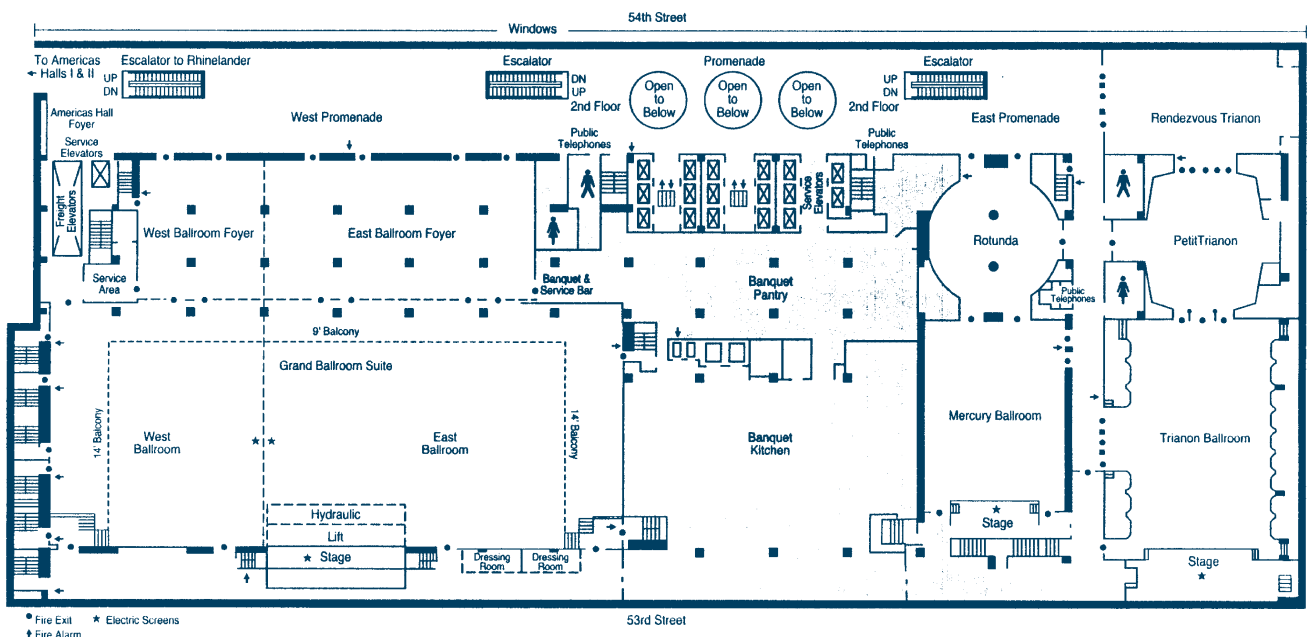 54th Street
Windows
To Americas
Halls I & II
Escalator to Rhinelander
UP
DN
Escalator
DN
UP
2nd Floor
Promenade
Open
to
Below
Open
to
Below
Open
to
Below
Escalator
UP
DN
2nd Floor
Americas Hall
Foyer
West Promenade
East Promenade
Rendezvous Trianon
Service
Elevators
Public
Telephones
Public
Telephones
Freight
Elevators
Service
Elevators
West Ballroom Foyer
East Ballroom Foyer
Rotunda
PetitTrianon
Service
Area
Banquet &
Service Bar
Banquet
Pantry
Public
Telephones
9' Balcony
Grand Ballroom Suite
14' Balcony
14' Balcony
West
Ballroom
East
Ballroom
Banquet
Kitchen
Mercury Ballroom
Trianon Ballroom
Hydraulic
Lift
Stage
Dressing
Room
Dressing
Room
Stage
Stage
53rd Street
Fire Exit
Electric Screens
Fire Alarm